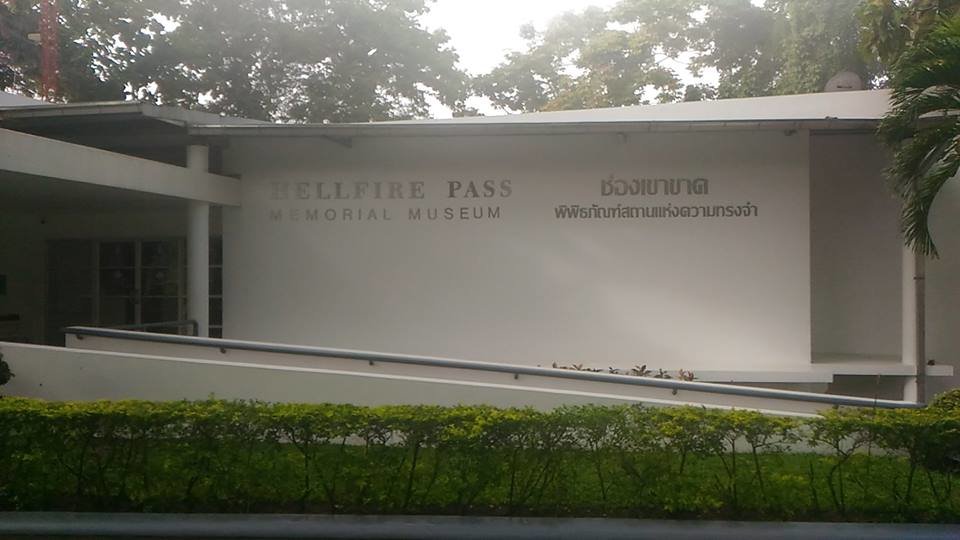 HELLFIRE PASS
MEMORIAL MUSEUM
ช่องเขาขาด
พิพิธภัณฑ์สถานแห่งความทรงจำ